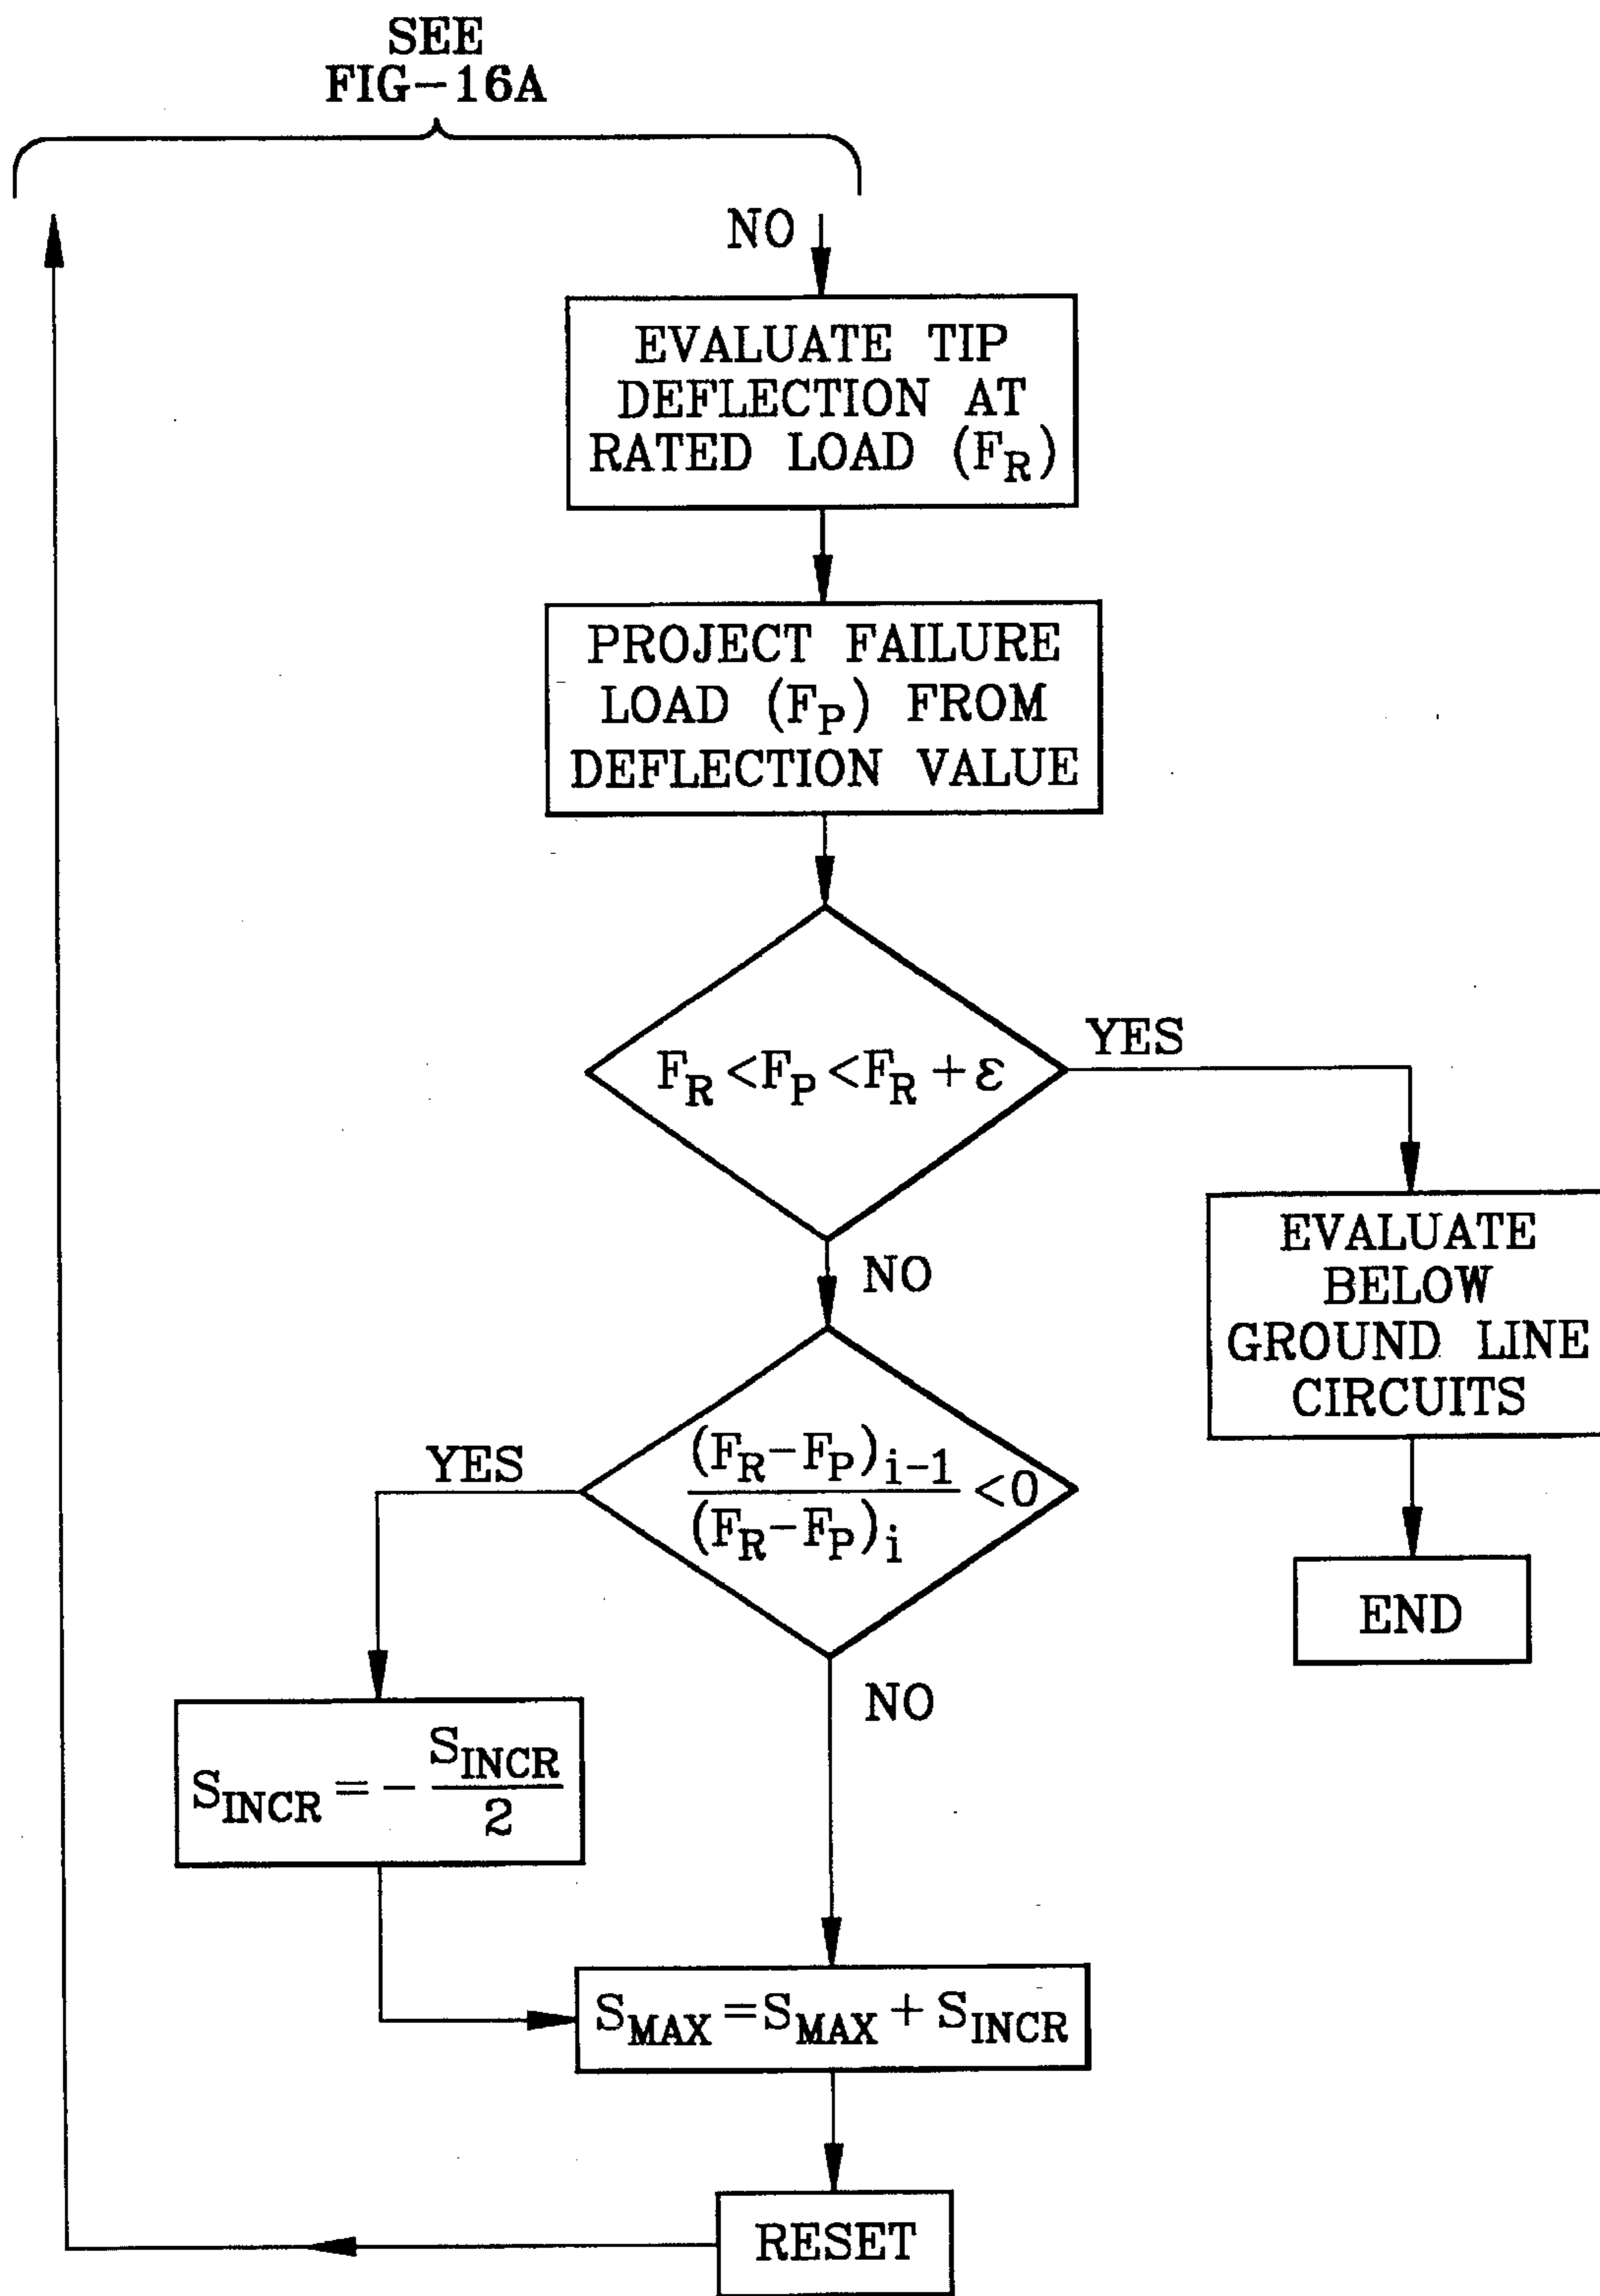 SEE
FIG-16A
NO
EVALUATE TIP
DEFLECTION AT
RATED LOAD (F_R)
PROJECT FAILURE
LOAD (F_P) FROM
DEFLECTION VALUE
F_R <F_P <F_R + ε
YES
NO
EVALUATE
BELOW
GROUND LINE
CIRCUITS
END
(F_R-F_P)_i-1
<0
(F_R-F_P)_i
YES
NO
S_INCR = - S_INCR
2
S_MAX = S_MAX + S_INCR
RESET